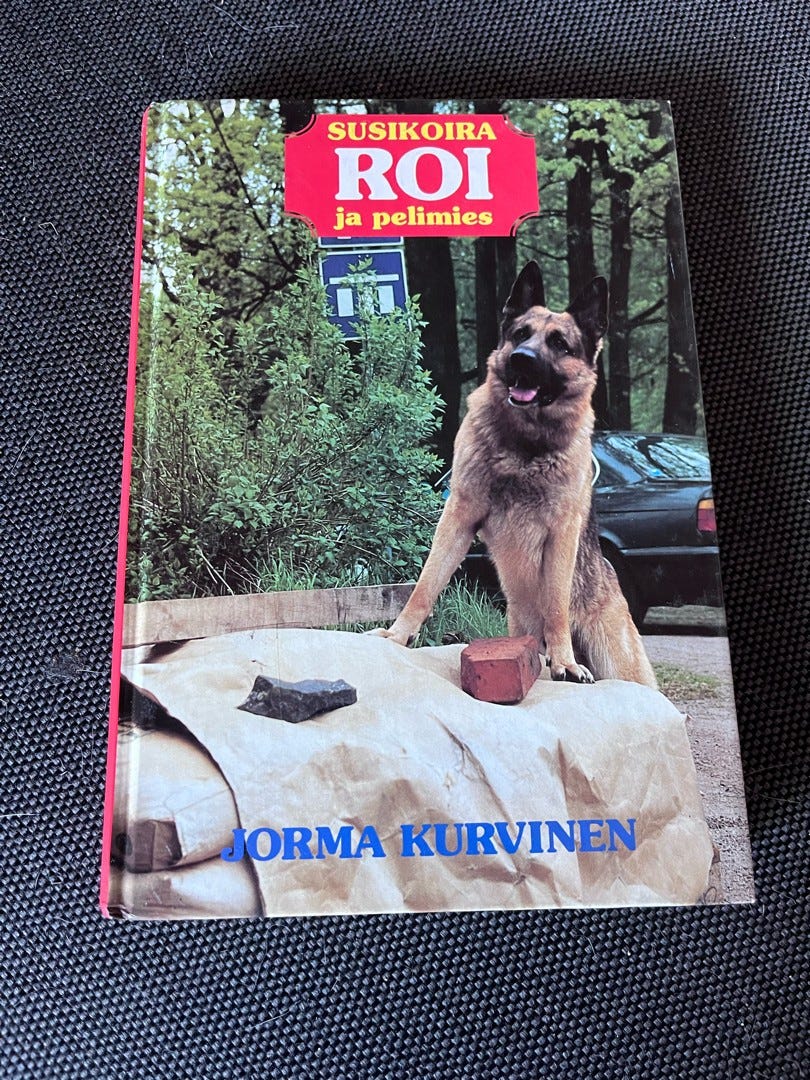 SUSIKOIRA
ROI
ja pelimies
JORMA KURVINEN